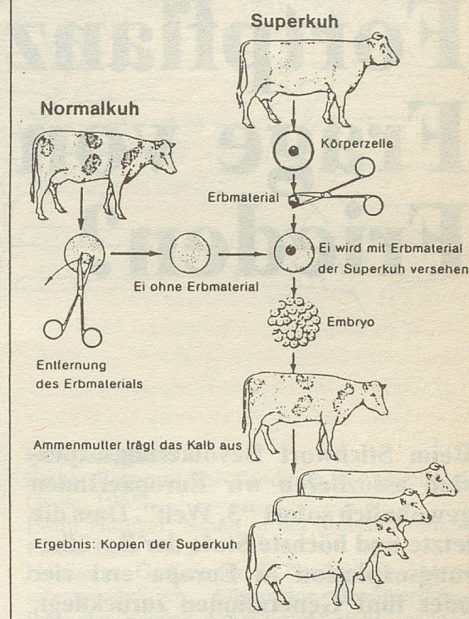 Superkuh
Normalkuh
Körperzelle
Erbmaterial
Ei wird mit Erbmaterial
der Superkuh versehen
Ei ohne Erbmaterial
Embryo
Entfernung
des Erbmaterials
Ammenmutter trägt das Kalb aus
Ergebnis: Kopien der Superkuh